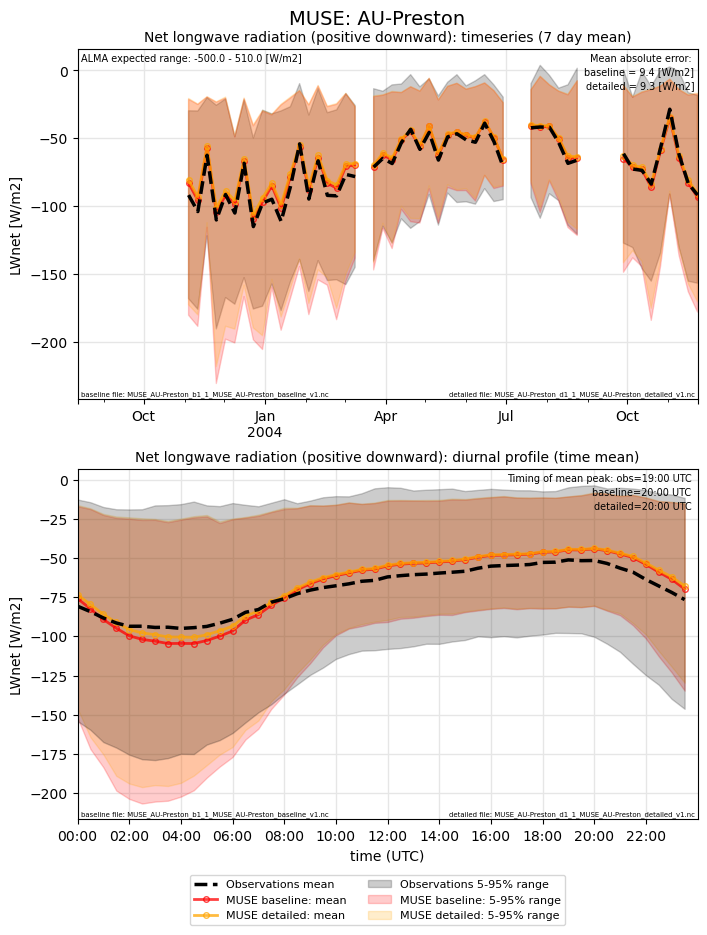 MUSE: AU-Preston
Net longwave radiation (positive downward): timeseries (7 day mean)
ALMA expected range: -500.0 - 510.0 [W/m2]
Mean absolute error:
baseline = 9.4 [W/m2]
detailed = 9.3 [W/m2]
0
−50
−100
−150
−200
LWnet [W/m2]
baseline file: MUSE_AU-Preston_b1_1_MUSE_AU-Preston_baseline_v1.nc
detailed file: MUSE_AU-Preston_d1_1_MUSE_AU-Preston_detailed_v1.nc
Oct
Jan
2004
Apr
Jul
Oct
Net longwave radiation (positive downward): diurnal profile (time mean)
Timing of mean peak: obs=19:00 UTC
baseline=20:00 UTC
detailed=20:00 UTC
0
−25
−50
−75
−100
−125
−150
−175
−200
LWnet [W/m2]
baseline file: MUSE_AU-Preston_b1_1_MUSE_AU-Preston_baseline_v1.nc
detailed file: MUSE_AU-Preston_d1_1_MUSE_AU-Preston_detailed_v1.nc
00:00 02:00 04:00 06:00 08:00 10:00 12:00 14:00 16:00 18:00 20:00 22:00
time (UTC)
Observations mean
MUSE baseline: mean
MUSE detailed: mean
Observations 5-95% range
MUSE baseline: 5-95% range
MUSE detailed: 5-95% range